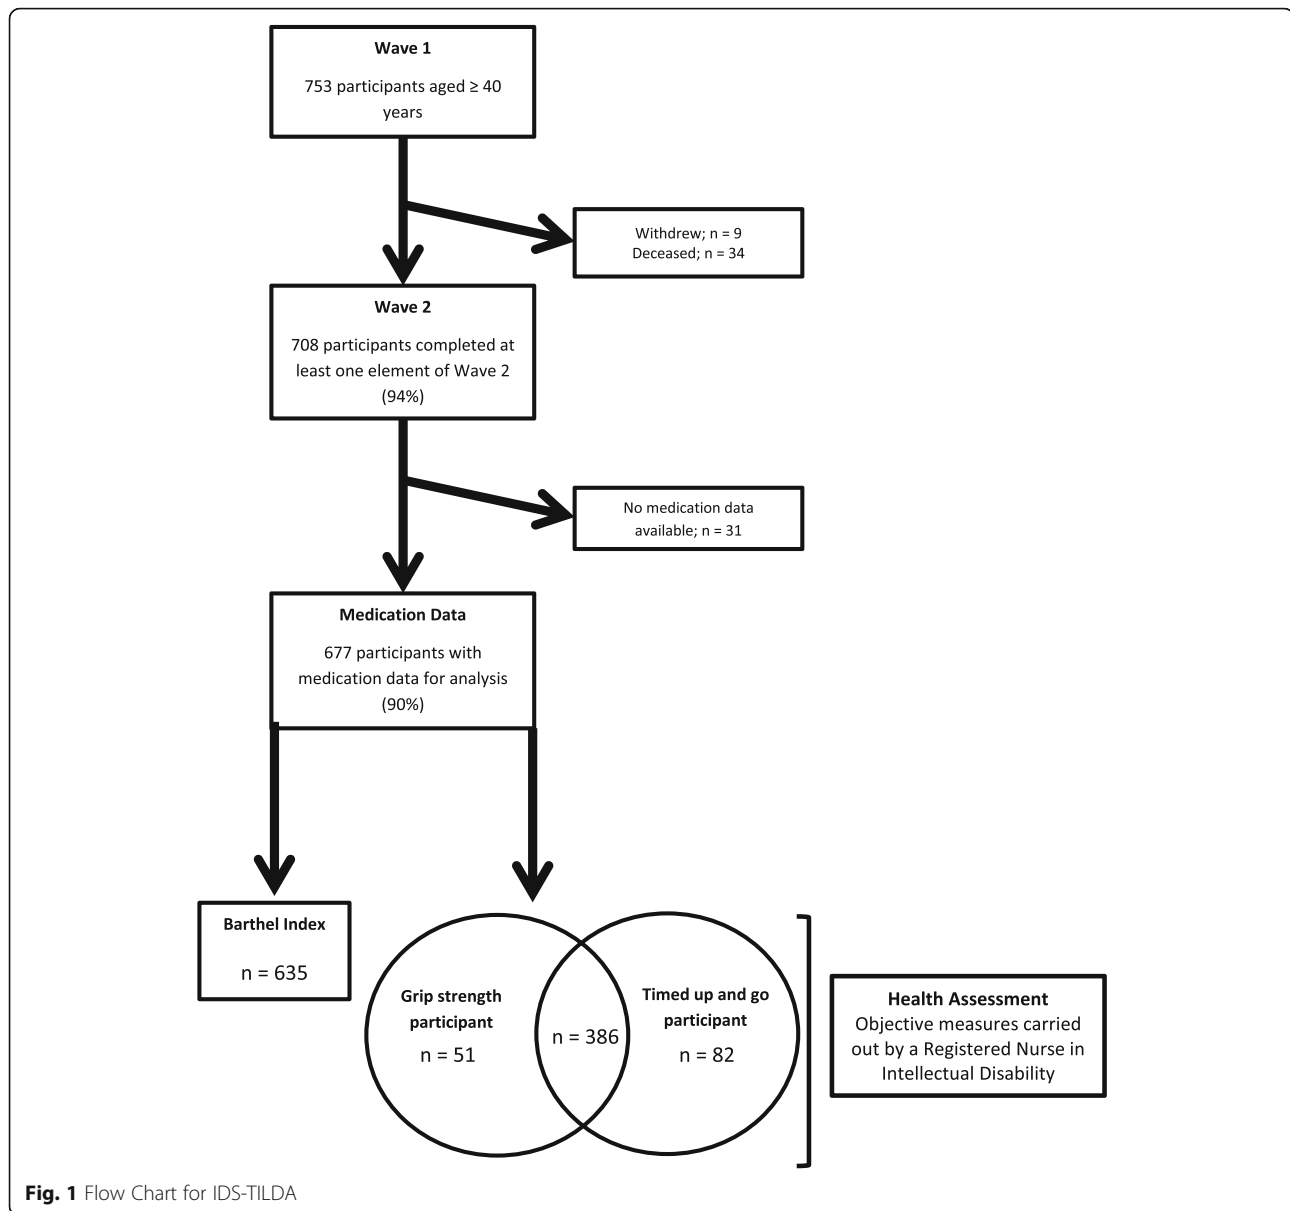 Wave 1
753 participants aged ≥ 40
years
Withdrew; n = 9
Deceased; n = 34
Wave 2
708 participants completed at
least one element of Wave 2
(94%)
No medication data
available; n = 31
Medication Data
677 participants with
medication data for analysis
(90%)
Barthel Index
n = 635
Grip strength
participant
n = 51
n = 386
Timed up and go
participant
n = 82
Health Assessment
Objective measures carried
out by a Registered Nurse in
Intellectual Disability
Fig. 1 Flow Chart for IDS-TILDA